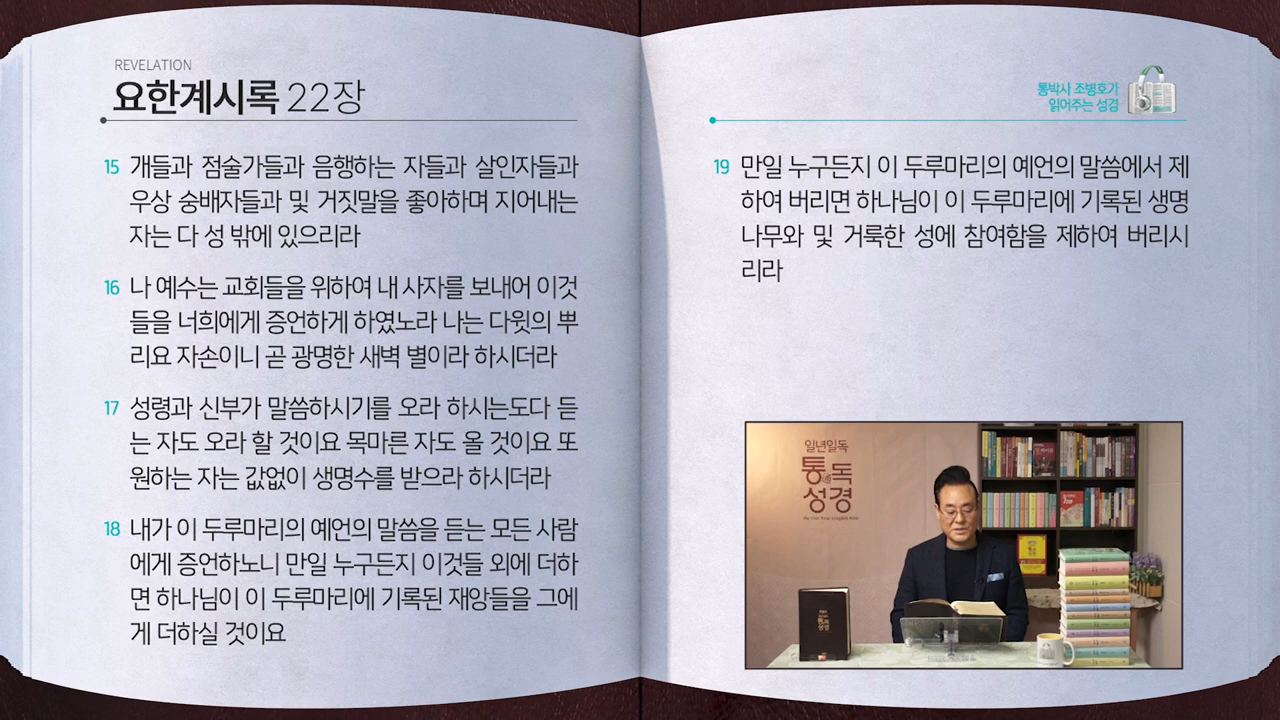 REVELATION
요한계시록 22장
15 개들과 점술가들과 음행하는 자들과 살인자들과
우상 숭배자들과 및 거짓말을 좋아하며 지어내는
자는 다 성 밖에 있으리라
16 나 예수는 교회들을 위하여 내 사자를 보내어 이것
들을 너희에게 증언하게 하였노라 나는 다윗의 뿌
리요 자손이니 곧 광명한 새벽 별이라 하시더라
17 성령과 신부가 말씀하시기를 오라 하시는도다 듣
는 자도 오라 할 것이요 목마른 자도 올 것이요 또
원하는 자는 값없이 생명수를 받으라 하시더라
18 내가 이 두루마리의 예언의 말씀을 듣는 모든 사람
에게 증언하노니 만일 누구든지 이것들 외에 더하
면 하나님이 이 두루마리에 기록된 재앙들을 그에
게 더하실 것이요
통박사 조병호가
읽어주는 성경
19 만일 누구든지 이 두루마리의 예언의 말씀에서 제
하여 버리면 하나님이 이 두루마리에 기록된 생명
나무와 및 거룩한 성에 참여함을 제하여 버리시
리라
일년일독
통독
성경
통독
성경